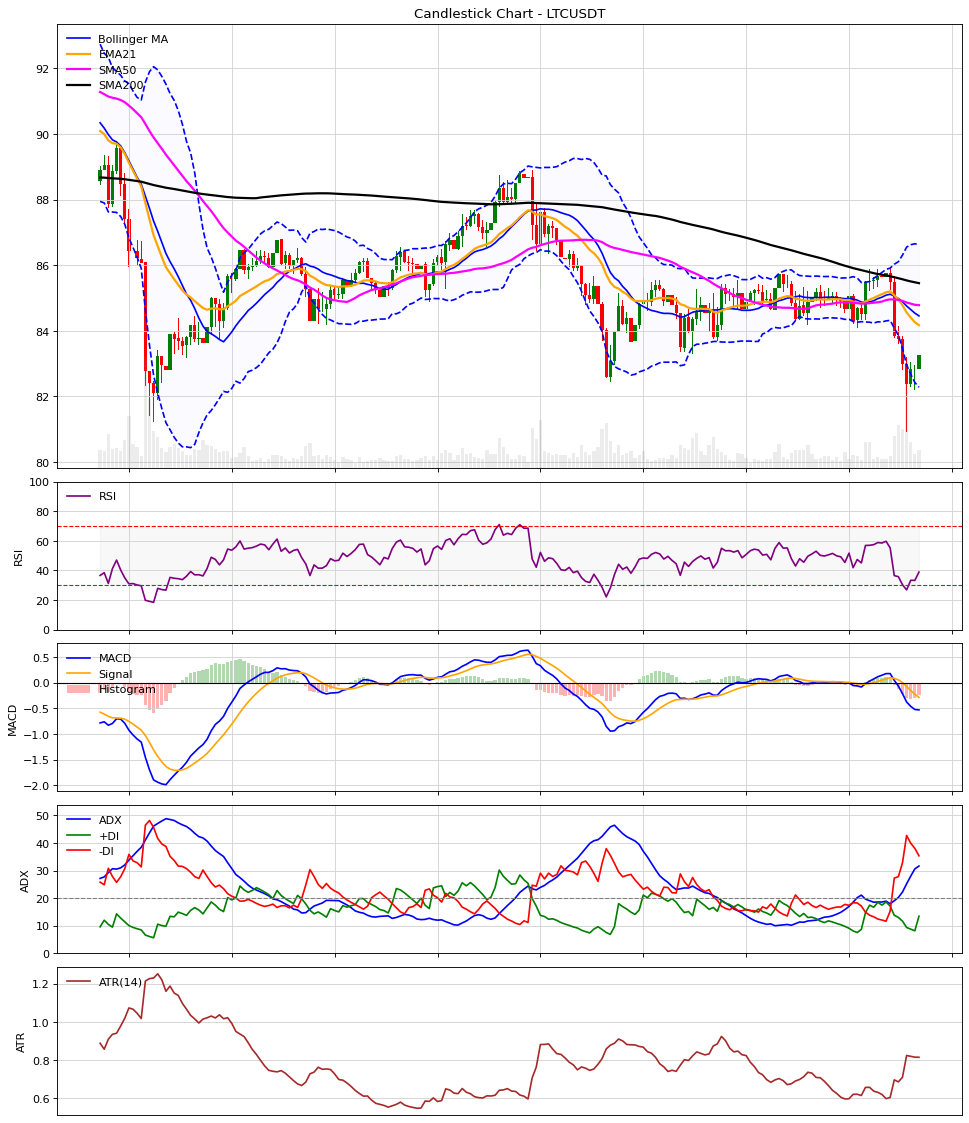 Candlestick Chart - LTCUSDT
Bollinger MA
EMA21
SMA50
SMA200
92
90
88
86
84
82
80
RSI
RSI
100
80
60
40
20
0
MACD
Signal
Histogram
MACD
0.5
0.0
−0.5
−1.0
−1.5
−2.0
ADX
+DI
-DI
ADX
50
40
30
20
10
0
ATR(14)
ATR
1.2
1.0
0.8
0.6